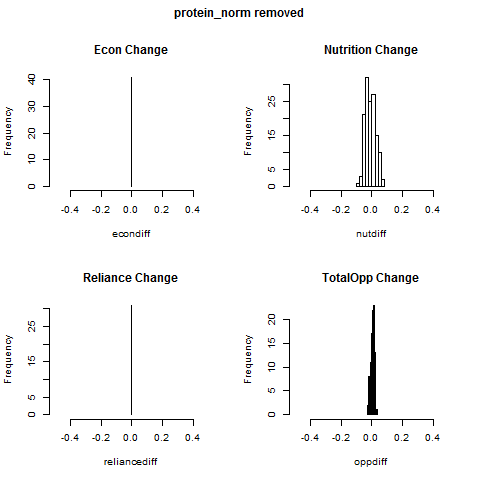 protein_norm removed
Econ Change
Frequency
0 10 20 30 40
-0.4 -0.2 0.0 0.2 0.4
econdiff
Nutrition Change
Frequency
0 5 15 25
-0.4 -0.2 0.0 0.2 0.4
nutdiff
Reliance Change
Frequency
0 5 15 25
-0.4 -0.2 0.0 0.2 0.4
reliancediff
TotalOpp Change
Frequency
0 5 10 15 20
-0.4 -0.2 0.0 0.2 0.4
oppdiff